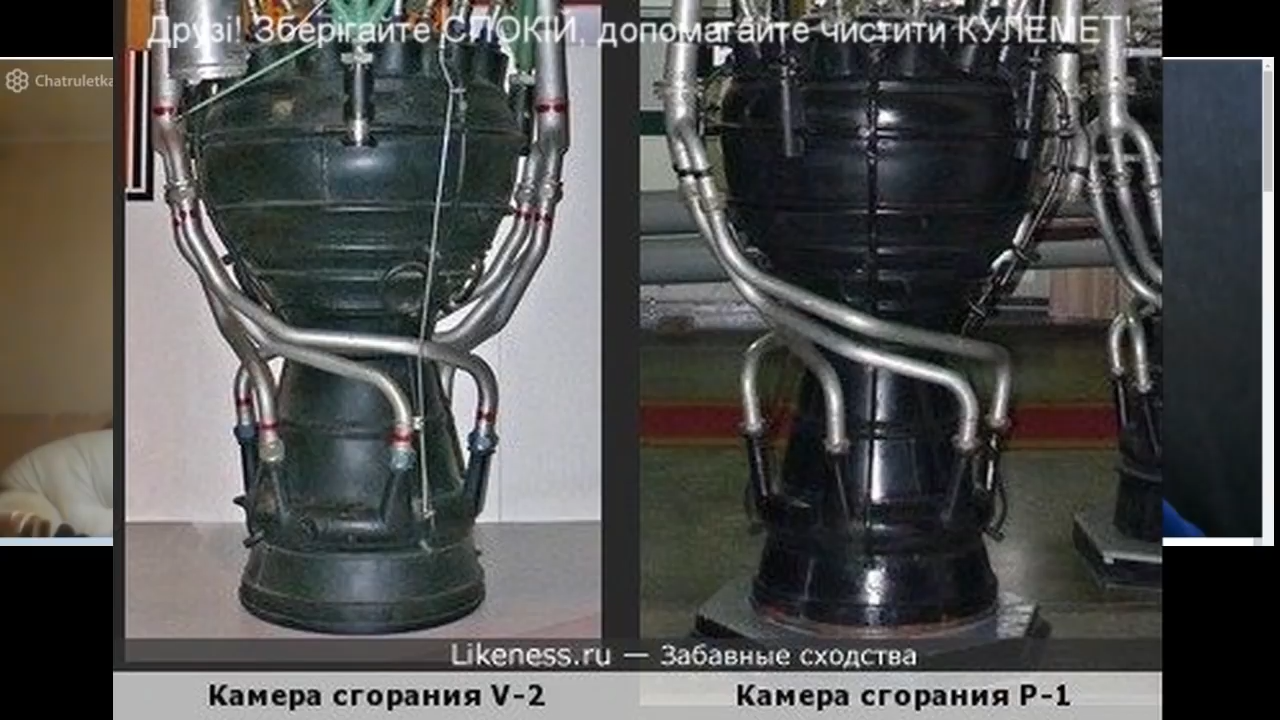 Друзі! Зберігайте СПОКІЙ, допомагайте чистити КУЛЕМЕТ!
Chatruletka
Likeness.ru — Забавные сходства
Камера сгорания V-2
Камера сгорания Р-1